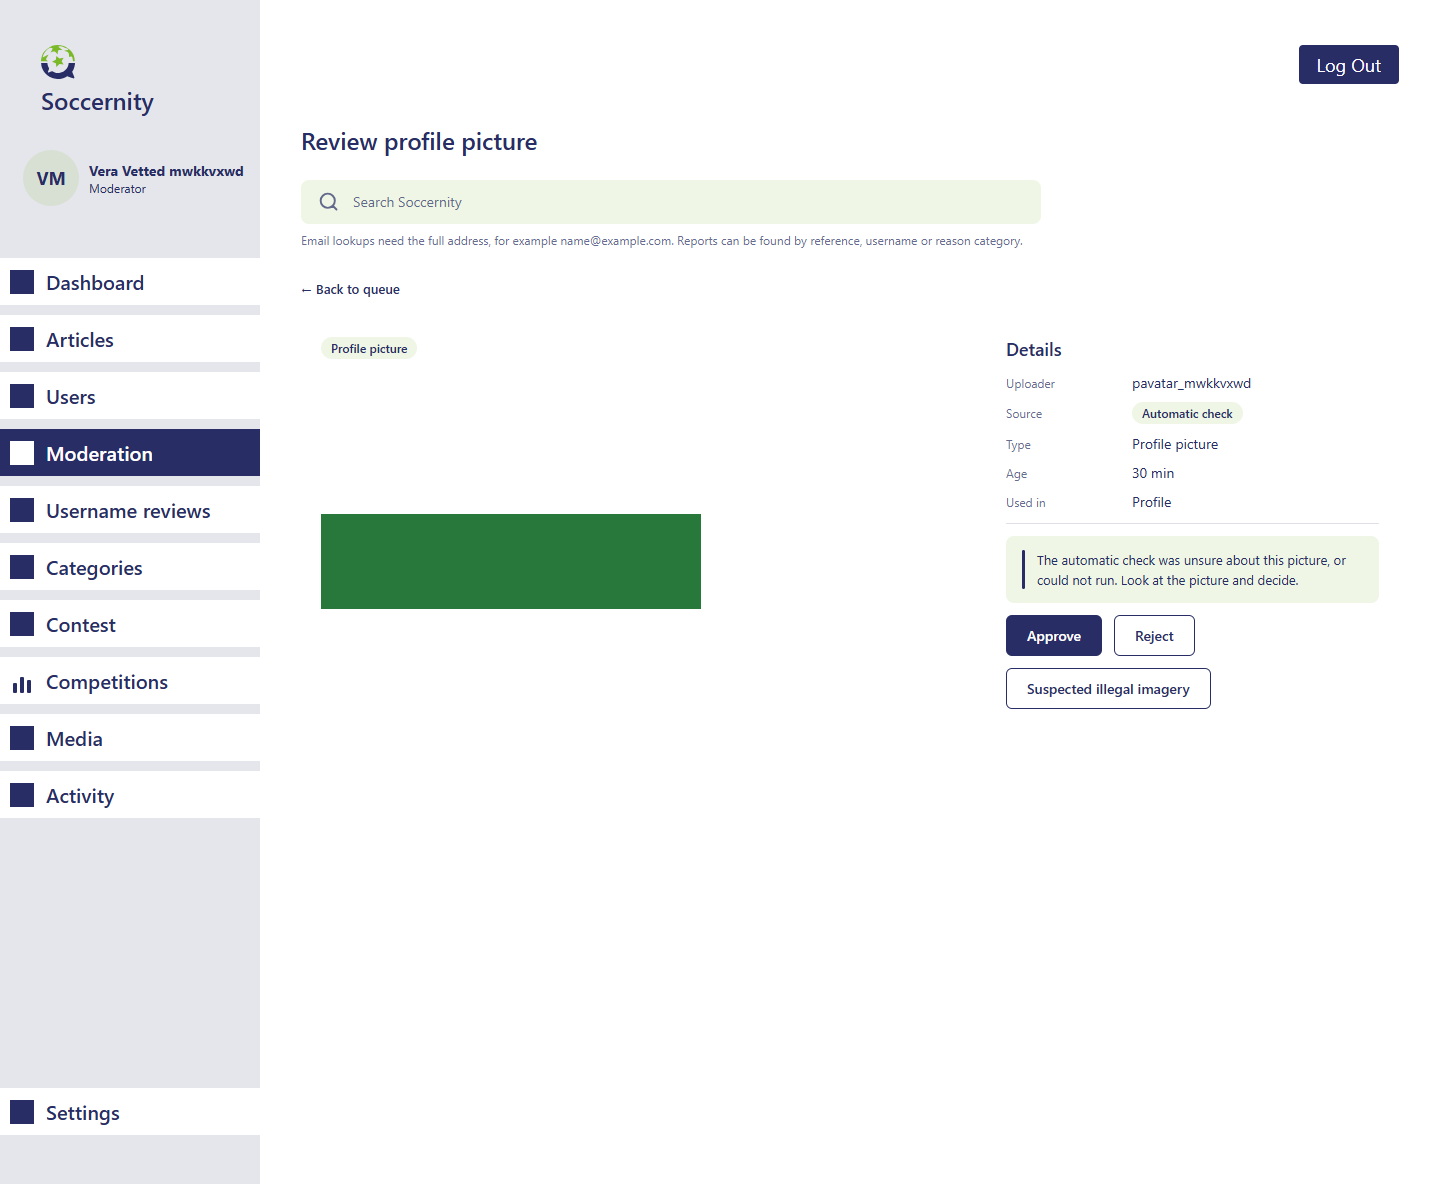 Soccernity
VM
Vera Vetted mwkkvxwd
Moderator
Dashboard
Articles
Users
Moderation
Username reviews
Categories
Contest
Competitions
Media
Activity
Settings
Log Out
Review profile picture
Search Soccernity
Email lookups need the full address, for example name@example.com. Reports can be found by reference, username or reason category.
← Back to queue
Profile picture
Details
Uploader pavatar_mwkkvxwd
Source Automatic check
Type Profile picture
Age 30 min
Used in Profile
The automatic check was unsure about this picture, or
could not run. Look at the picture and decide.
Approve Reject
Suspected illegal imagery